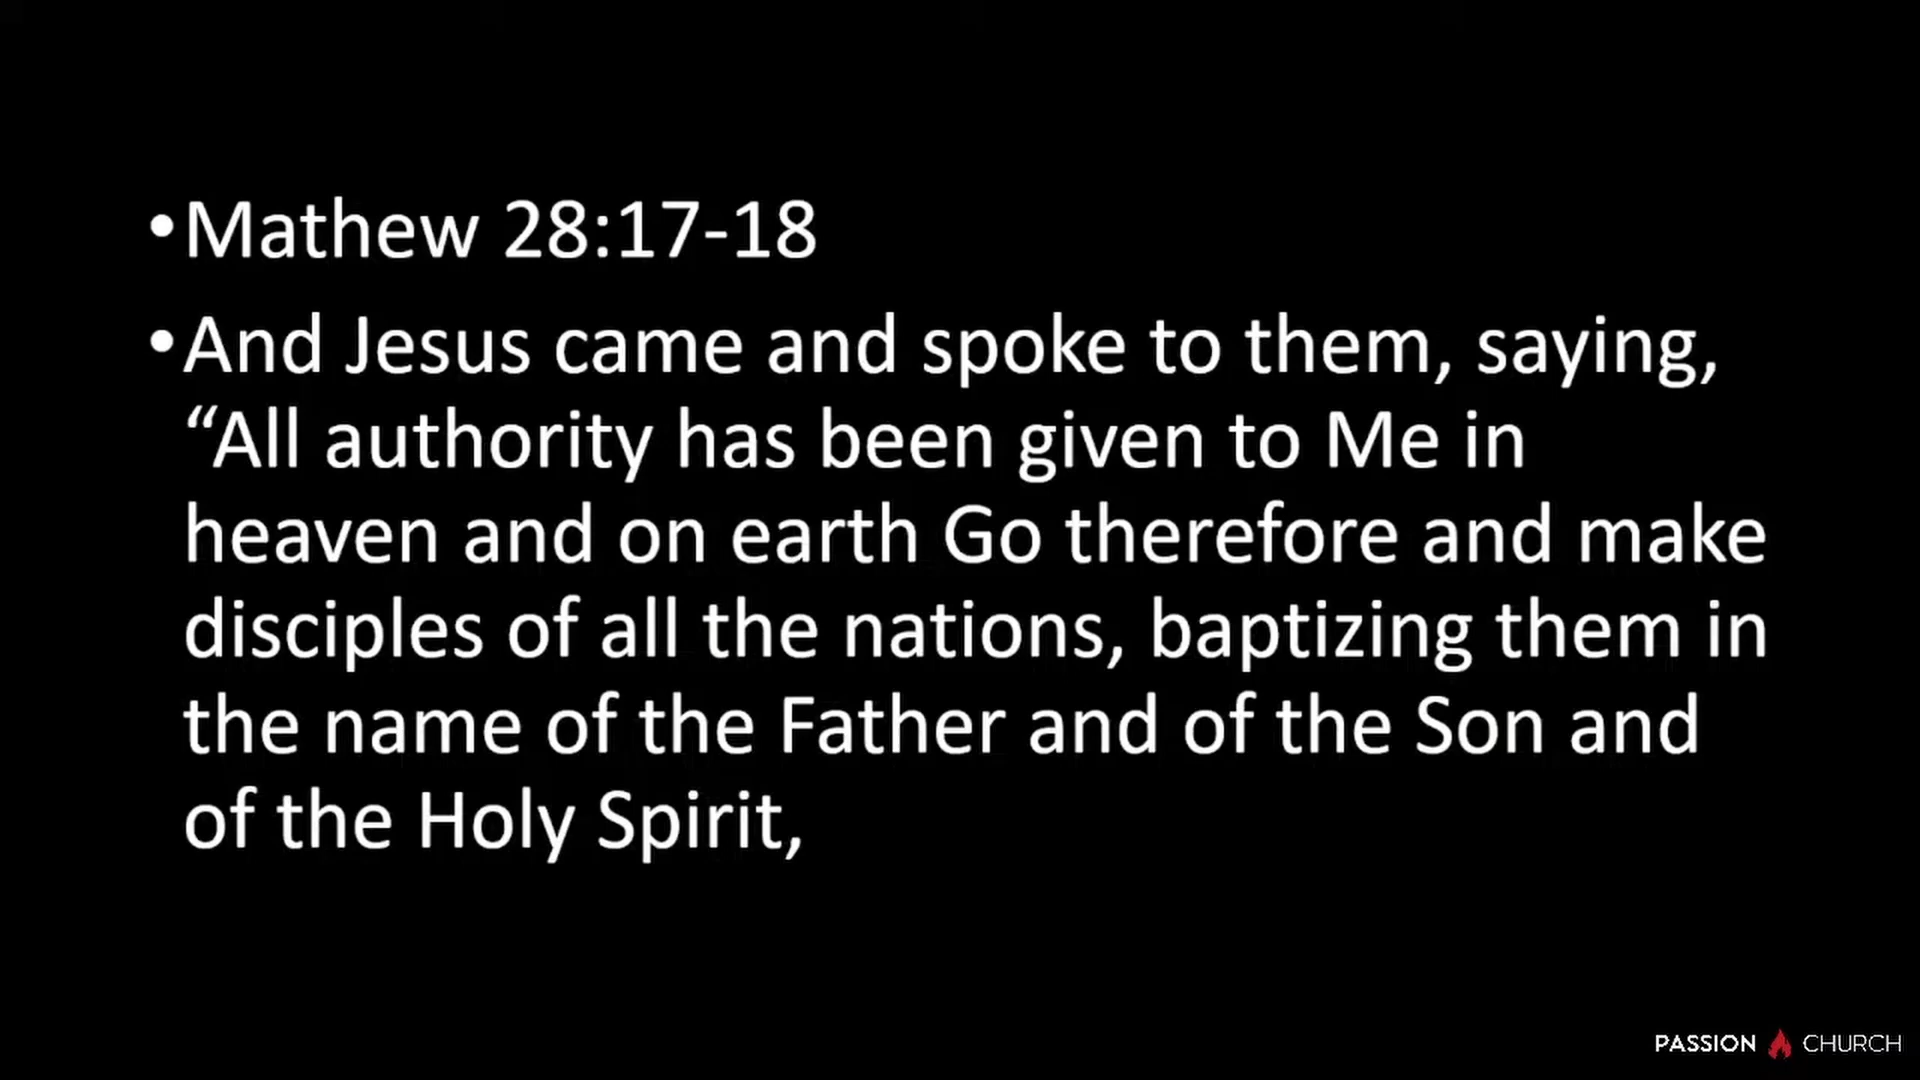 •Mathew 28:17-18
•And Jesus came and spoke to them, saying,
“All authority has been given to Me in
heaven and on earth Go therefore and make
disciples of all the nations, baptizing them in
the name of the Father and of the Son and
of the Holy Spirit,
PASSION CHURCH